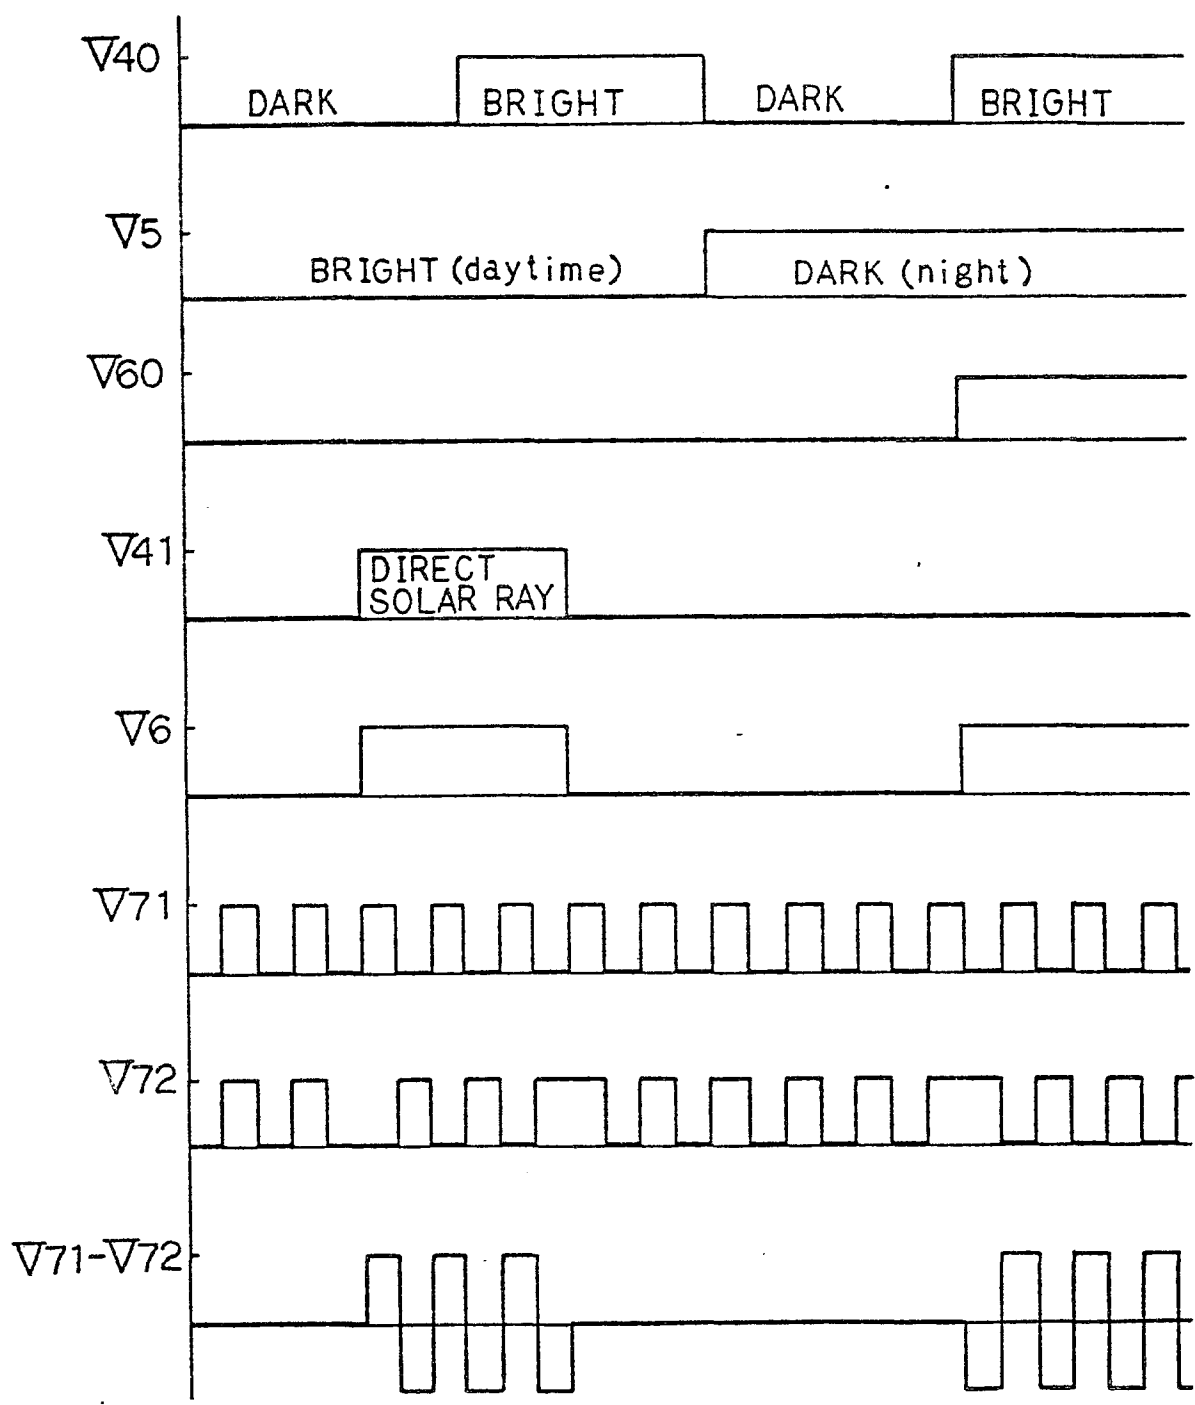 V40
DARK
BRIGHT
DARK
BRIGHT
V5
BRIGHT (daytime)
DARK (night)
V60
V41
DIRECT
SOLAR RAY
V6
V71
V72
V71-V72